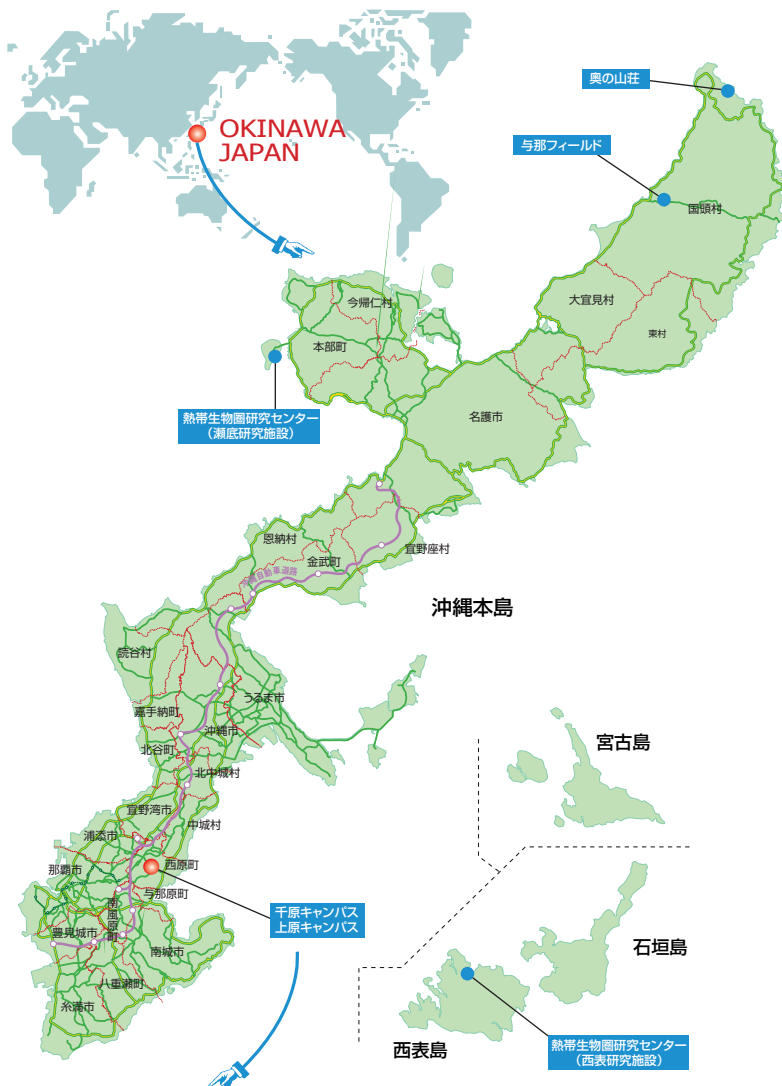 OKINAWA
JAPAN
奥の山荘
与那フィールド
国頭村
大宜見村
東村
今帰仁村
本部町
名護市
熱帯生物圏研究センター
（瀬底研究施設）
恩納村
金武町
宜野座村
沖縄自動車道路
沖縄本島
読谷村
うるま市
嘉手納町
沖縄市
北谷町
北中城村
宜野湾市
中城村
浦添市
那覇市
西原町
与那原町
南風原町
豊見城市
南城市
八重瀬町
糸満市
千原キャンパス
上原キャンパス
宮古島
石垣島
西表島
熱帯生物圏研究センター
（西表研究施設）